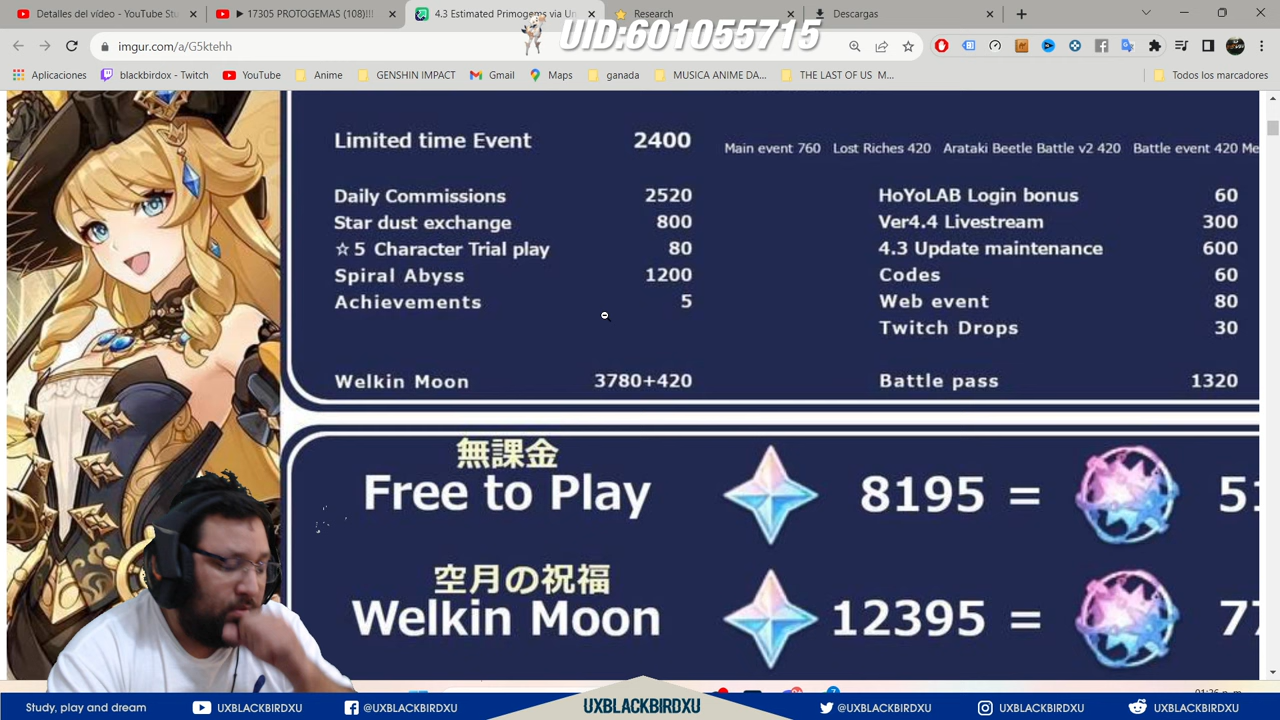 Detalles del vídeo - YouTube Stu
17305 PROTOGEMAS (108)!!!
4.3 Estimated Primogems via Un
Research
Descargas
UID:601055715
imgur.com/a/G5ktehh
Aplicaciones
blackbirdox - Twitch
YouTube
Anime
GENSHIN IMPACT
Gmail
Maps
ganada
MUSICA ANIME DA...
THE LAST OF US M...
Todos los marcadores
Limited time Event 2400
Main event 760 Lost Riches 420 Arataki Beetle Battle v2 420 Battle event 420 Me
Daily Commissions 2520
Star dust exchange 800
☆5 Character Trial play 80
Spiral Abyss 1200
Achievements 5
Welkin Moon 3780+420
HoYoLAB Login bonus 60
Ver4.4 Livestream 300
4.3 Update maintenance 600
Codes 60
Web event 80
Twitch Drops 30
Battle pass 1320
無課金
Free to Play 8195 = 51
空月の祝福
Welkin Moon 12395 = 77
Study, play and dream
UXBLACKBIRDXU
@UXBLACKBIRDXU
UXBLACKBIRDXU
@UXBLACKBIRDXU
UXBLACKBIRDXU
UXBLACKBIRDXU